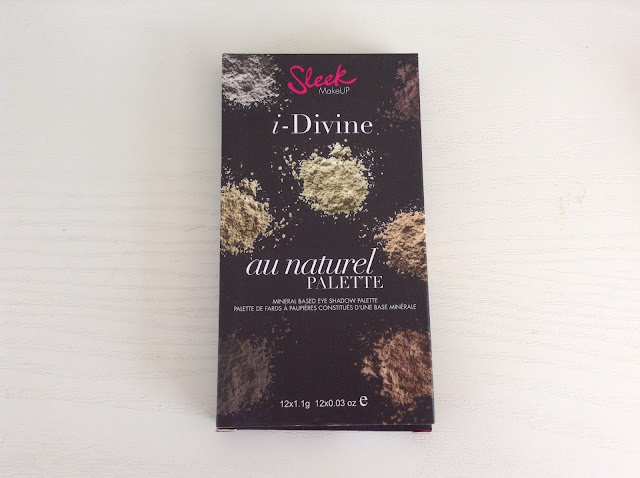 Sleek
MakeUP
i-Divine
au naturel
PALETTE
MINERAL BASED EYE SHADOW PALETTE
PALETTE DE FARDS À PAUPIÈRES CONSTITUÉS D'UNE BASE MINÉRALE
12x1.1g 12x0.03 oz e